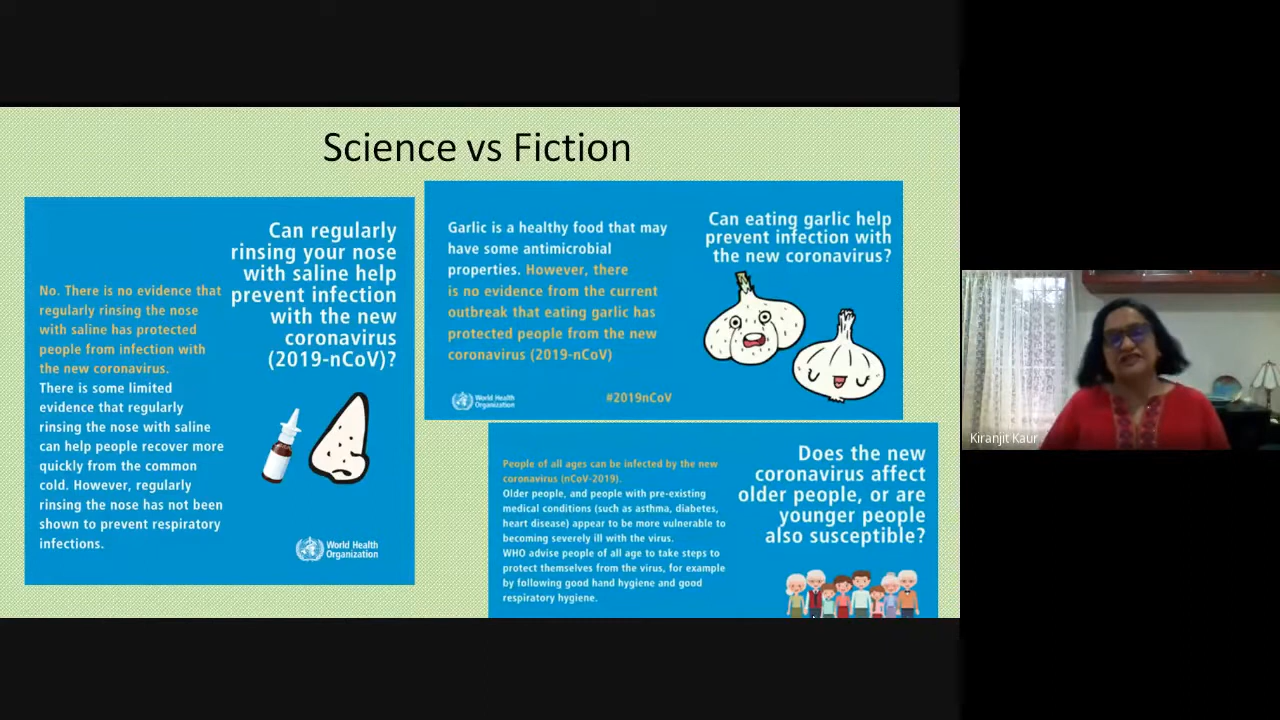 Science vs Fiction
Can regularly
rinsing your nose
with saline help
prevent infection
with the new
coronavirus
(2019-nCoV)?
No. There is no evidence that
regularly rinsing the nose
with saline has protected
people from infection with
the new coronavirus.
There is some limited
evidence that regularly
rinsing the nose with saline
can help people recover more
quickly from the common
cold. However, regularly
rinsing the nose has not been
shown to prevent respiratory
infections.
World Health
Organization
Can eating garlic help
prevent infection with
the new coronavirus?
Garlic is a healthy food that may
have some antimicrobial
properties. However, there
is no evidence from the current
outbreak that eating garlic has
protected people from the new
coronavirus (2019-nCoV)
World Health
Organization
#2019nCoV
Does the new
coronavirus affect
older people, or are
younger people
also susceptible?
People of all ages can be infected by the new
coronavirus (nCoV-2019).
Older people, and people with pre-existing
medical conditions (such as asthma, diabetes,
heart disease) appear to be more vulnerable to
becoming severely ill with the virus.
WHO advise people of all age to take steps to
protect themselves from the virus, for example
by following good hand hygiene and good
respiratory hygiene.
Kiranjit Kaur